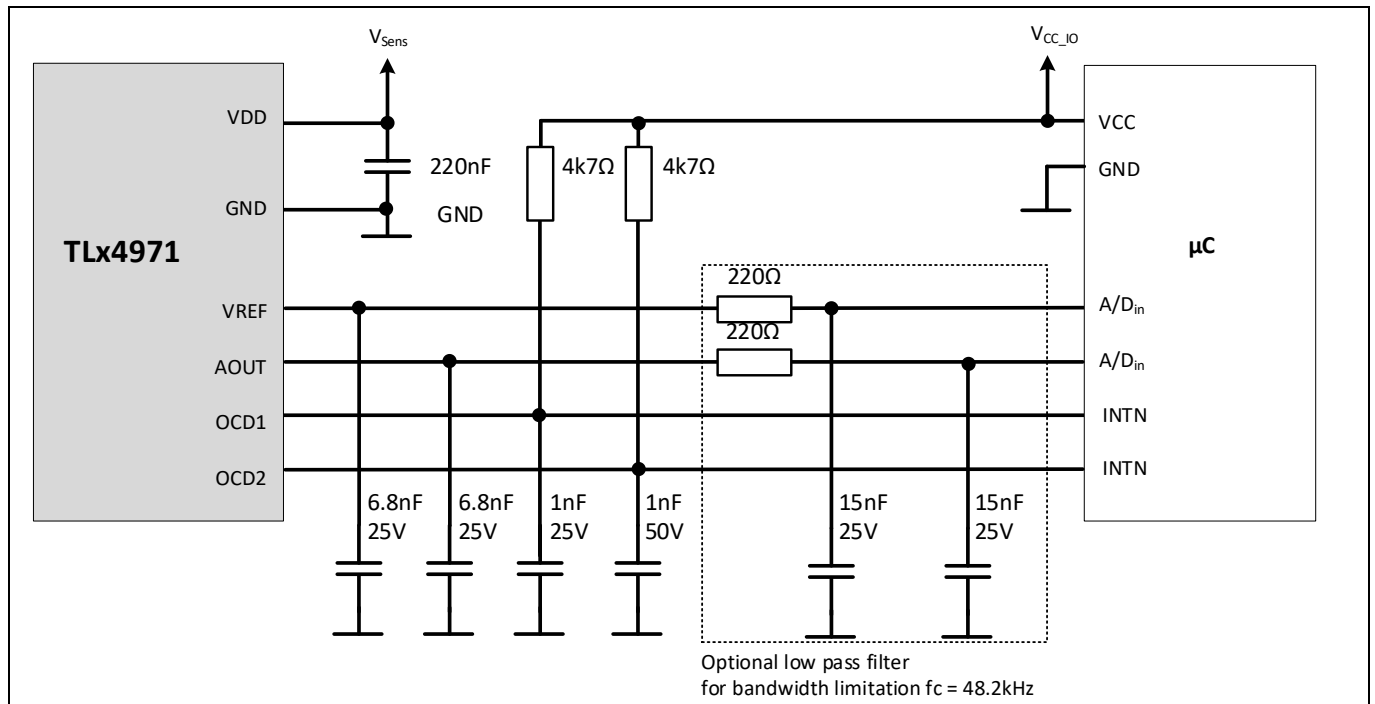 V_Sens
V_CC_IO
VDD
VCC
220nF
4k7Ω
4k7Ω
GND
GND
GND
TLx4971
µC
220Ω
VREF
A/D_in
220Ω
AOUT
A/D_in
OCD1
INTN
OCD2
INTN
6.8nF
25V
6.8nF
25V
1nF
25V
1nF
50V
15nF
25V
15nF
25V
Optional low pass filter
for bandwidth limitation fc = 48.2kHz